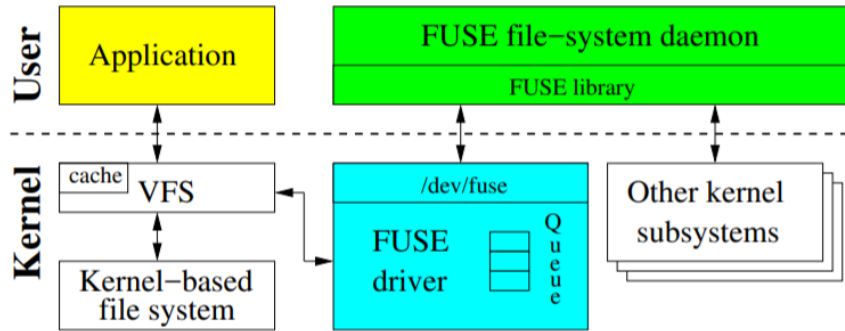 User
Application
FUSE file−system daemon
FUSE library
Kernel
cache
VFS
Kernel−based
file system
/dev/fuse
FUSE
driver
Queue
Other kernel
subsystems